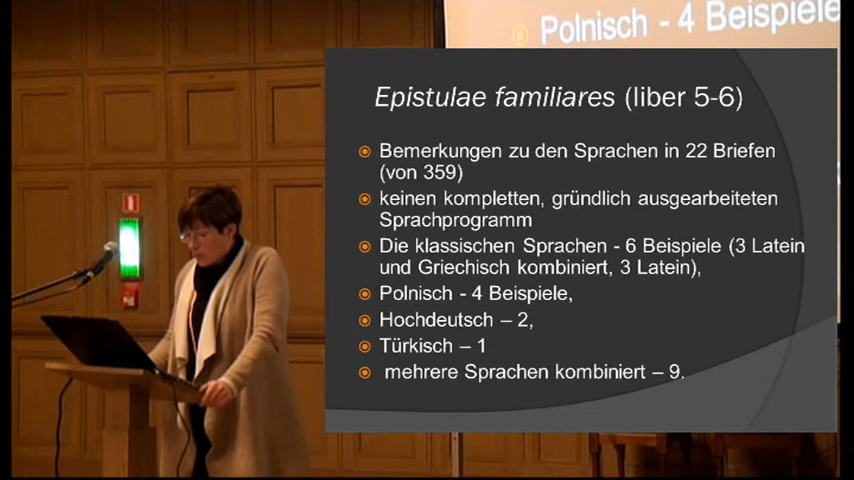 Polnisch - 4 Beispiele
Epistulae familiares (liber 5-6)
Bemerkungen zu den Sprachen in 22 Briefen
(von 359)
keinen kompletten, gründlich ausgearbeiteten
Sprachprogramm
Die klassischen Sprachen - 6 Beispiele (3 Latein
und Griechisch kombiniert, 3 Latein),
Polnisch - 4 Beispiele,
Hochdeutsch – 2,
Türkisch – 1
mehrere Sprachen kombiniert – 9.